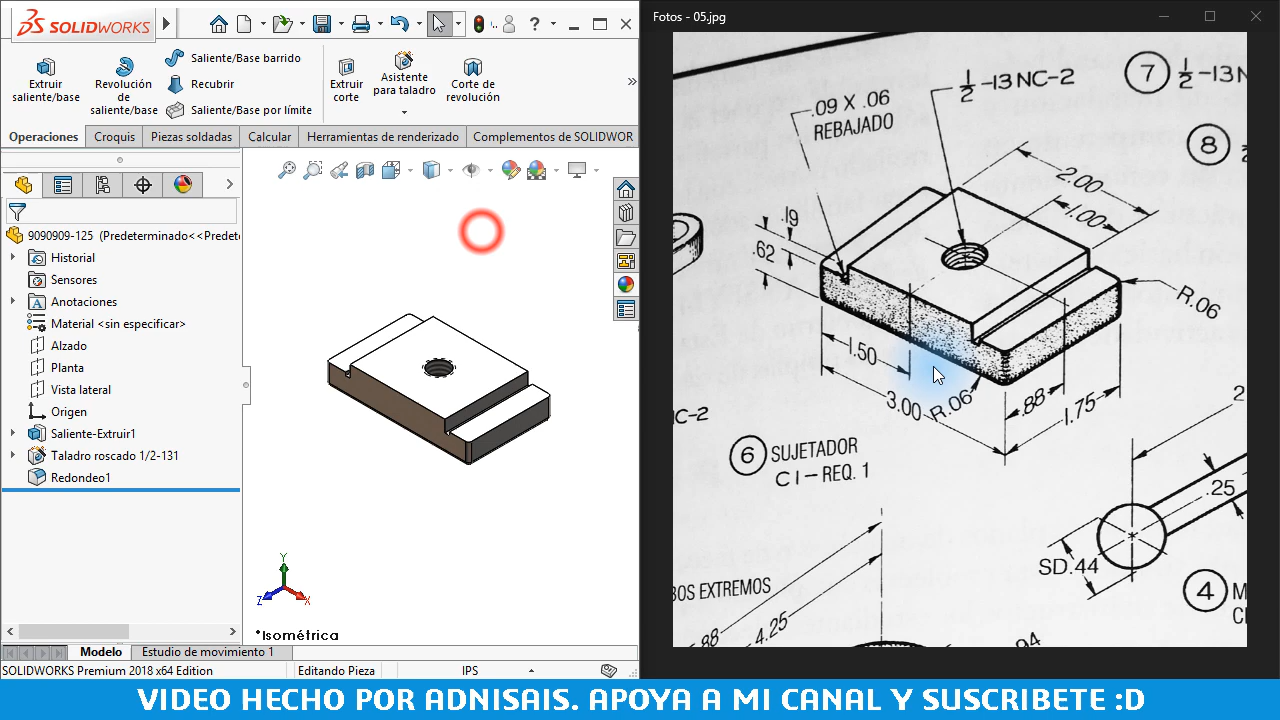 SOLIDWORKS
?
Extruir saliente/base
Revolución de saliente/base
Saliente/Base barrido
Recubrir
Saliente/Base por límite
Extruir corte
Asistente para taladro
Corte de revolución
Operaciones
Croquis
Piezas soldadas
Calcular
Herramientas de renderizado
Complementos de SOLIDWOR
9090909-125 (Predeterminado<<Predete
Historial
Sensores
Anotaciones
Material <sin especificar>
Alzado
Planta
Vista lateral
Origen
Saliente-Extruir1
Taladro roscado 1/2-131
Redondeo1
Y
Z
X
*Isométrica
Modelo
Estudio de movimiento 1
SOLIDWORKS Premium 2018 x64 Edition
Editando Pieza
IPS
Fotos - 05.jpg
.09 X .06
REBAJADO
1/2 -13 NC-2
7 1/2 -13N
8
2.00
1.00
.19
.62
R.06
1.50
3.00
R.06
.88
1.75
2
C-2
6 SUJETADOR
C I - REQ. 1
.25
SD.44
4 M
BOS EXTREMOS
.88
4.25
.94
VIDEO HECHO POR ADNISAIS. APOYA A MI CANAL Y SUSCRIBETE :D